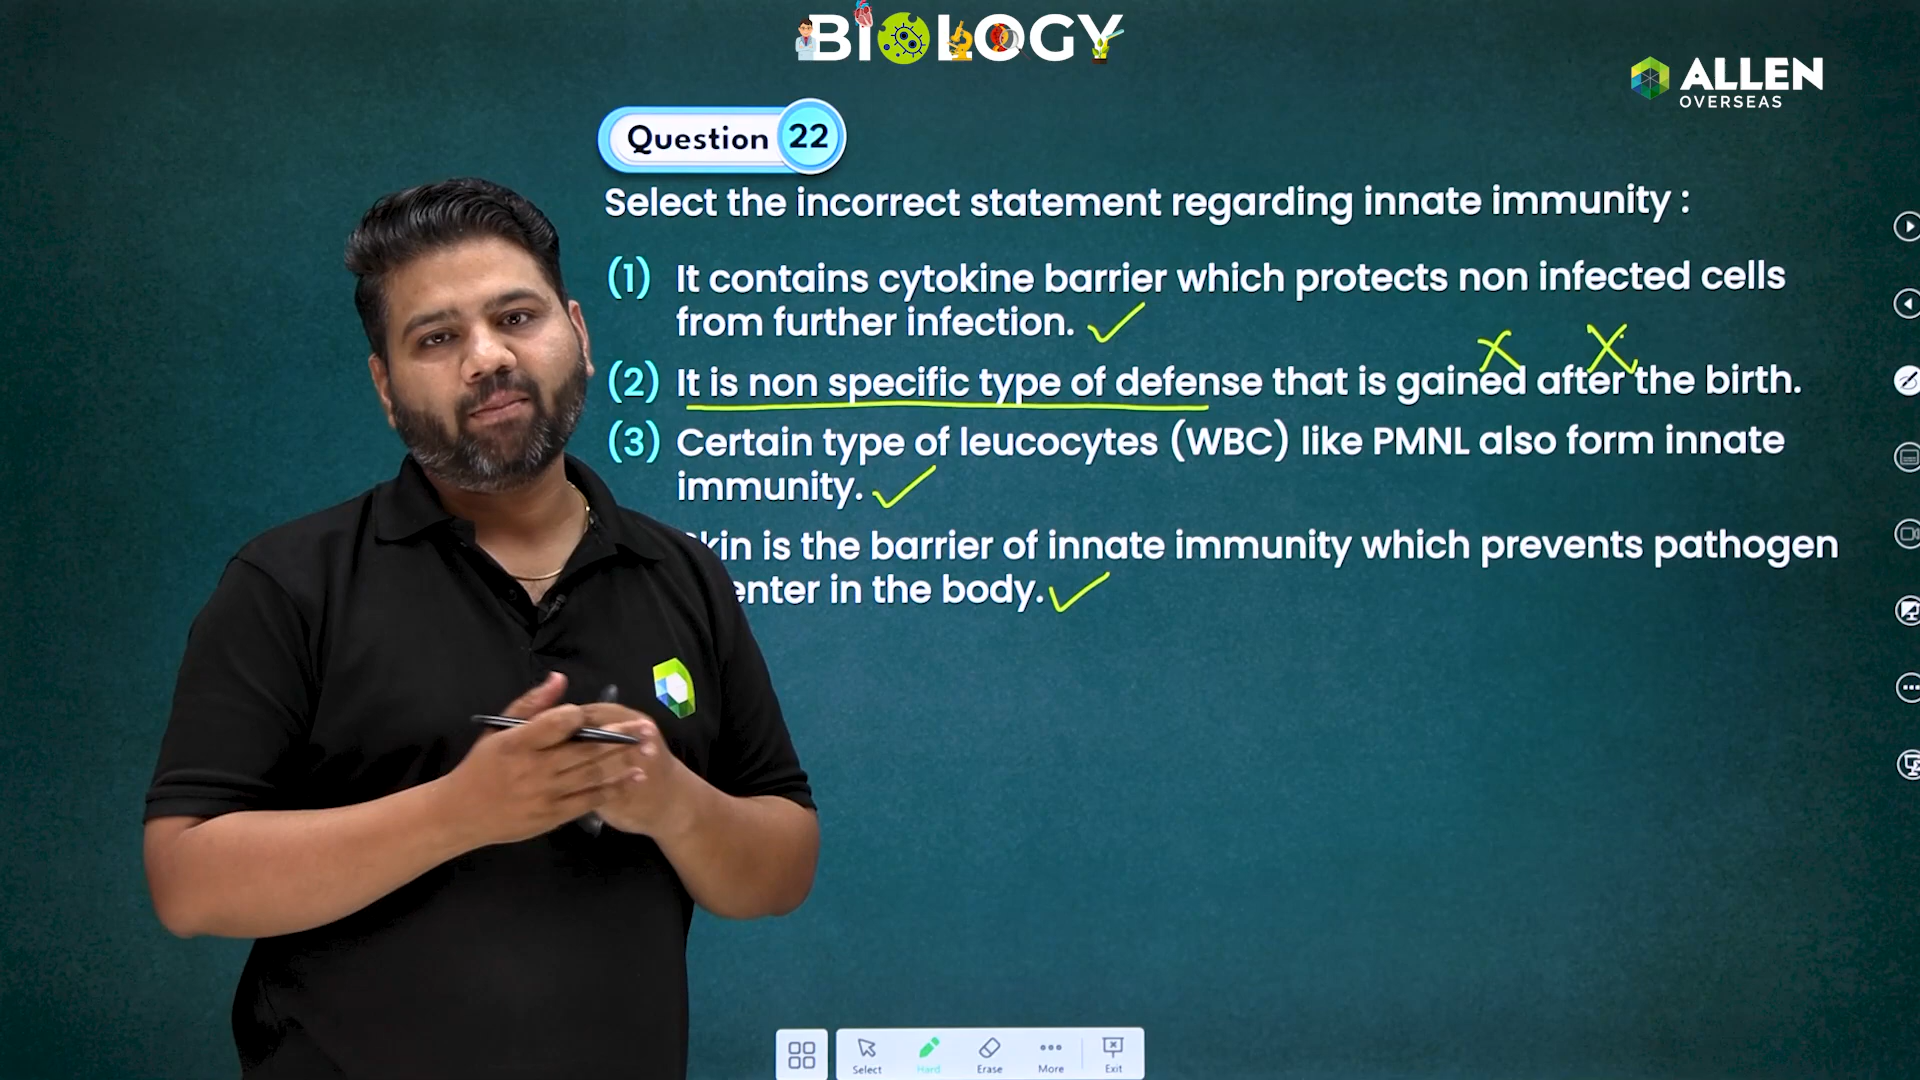 BIOLOGY
ALLEN
OVERSEAS
Question 22
Select the incorrect statement regarding innate immunity :
(1) It contains cytokine barrier which protects non infected cells
from further infection.
(2) It is non specific type of defense that is gained after the birth.
(3) Certain type of leucocytes (WBC) like PMNL also form innate
immunity.
is the barrier of innate immunity which prevents pathogen
enter in the body.
Select Hard Erase More Exit